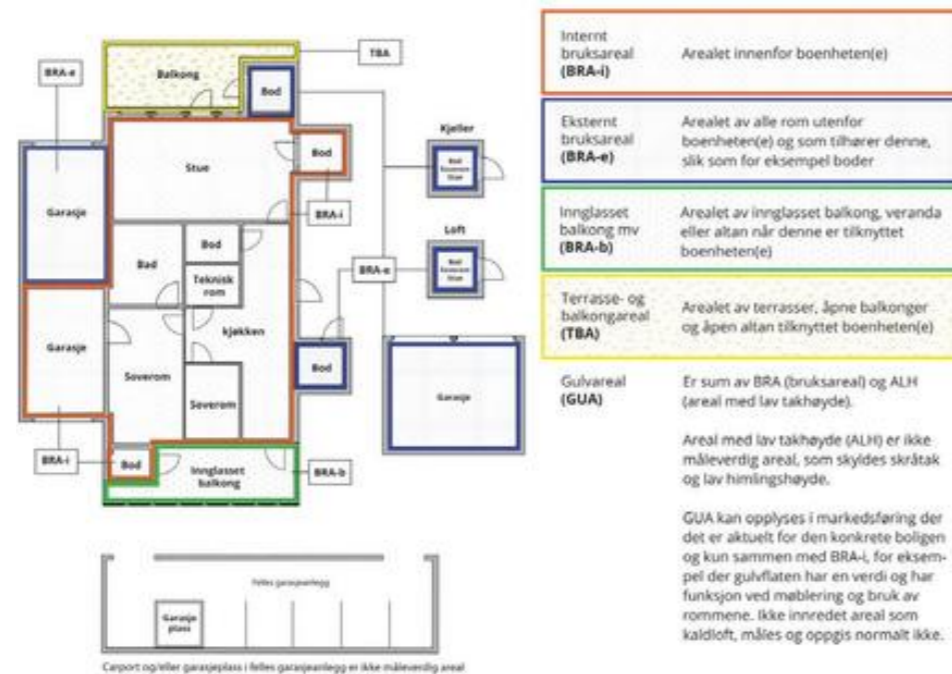 TBA
Balkong
BRA-e
Bod
Kjeller
Stue
Bod
Garasje
BRA-i
Loft
Bod
Bad
Teknisk
rom
BRA-e
kjøkken
Garasje
Soverom
Bod
Soverom
Garasje
BRA-i
Bod
Innglasset
balkong
BRA-b
Felles garasjeanlegg
Garasje
plass
Carport og/eller garasjeplass i felles garasjeanlegg er ikke måleverdig areal
Internt
bruksareal
(BRA-i)
Arealet innenfor boenheten(e)
Eksternt
bruksareal
(BRA-e)
Arealet av alle rom utenfor
boenheten(e) og som tilhører denne,
slik som for eksempel boder
Innglasset
balkong mv
(BRA-b)
Arealet av innglasset balkong, veranda
eller altan når denne er tilknyttet
boenheten(e)
Terrasse- og
balkongareal
(TBA)
Arealet av terrasser, åpne balkonger
og åpen altan tilknyttet boenheten(e)
Gulvareal
(GUA)
Er sum av BRA (bruksareal) og ALH
(areal med lav takhøyde).
Areal med lav takhøyde (ALH) er ikke
måleverdig areal, som skyldes skråtak
og lav himlingshøyde.
GUA kan opplyses i markedsføring der
det er aktuelt for den konkrete boligen
og kun sammen med BRA-i, for eksem-
pel der gulvflaten har en verdi og har
funksjon ved møblering og bruk av
rommene. Ikke innredet areal som
kaldloft, måles og oppgis normalt ikke.